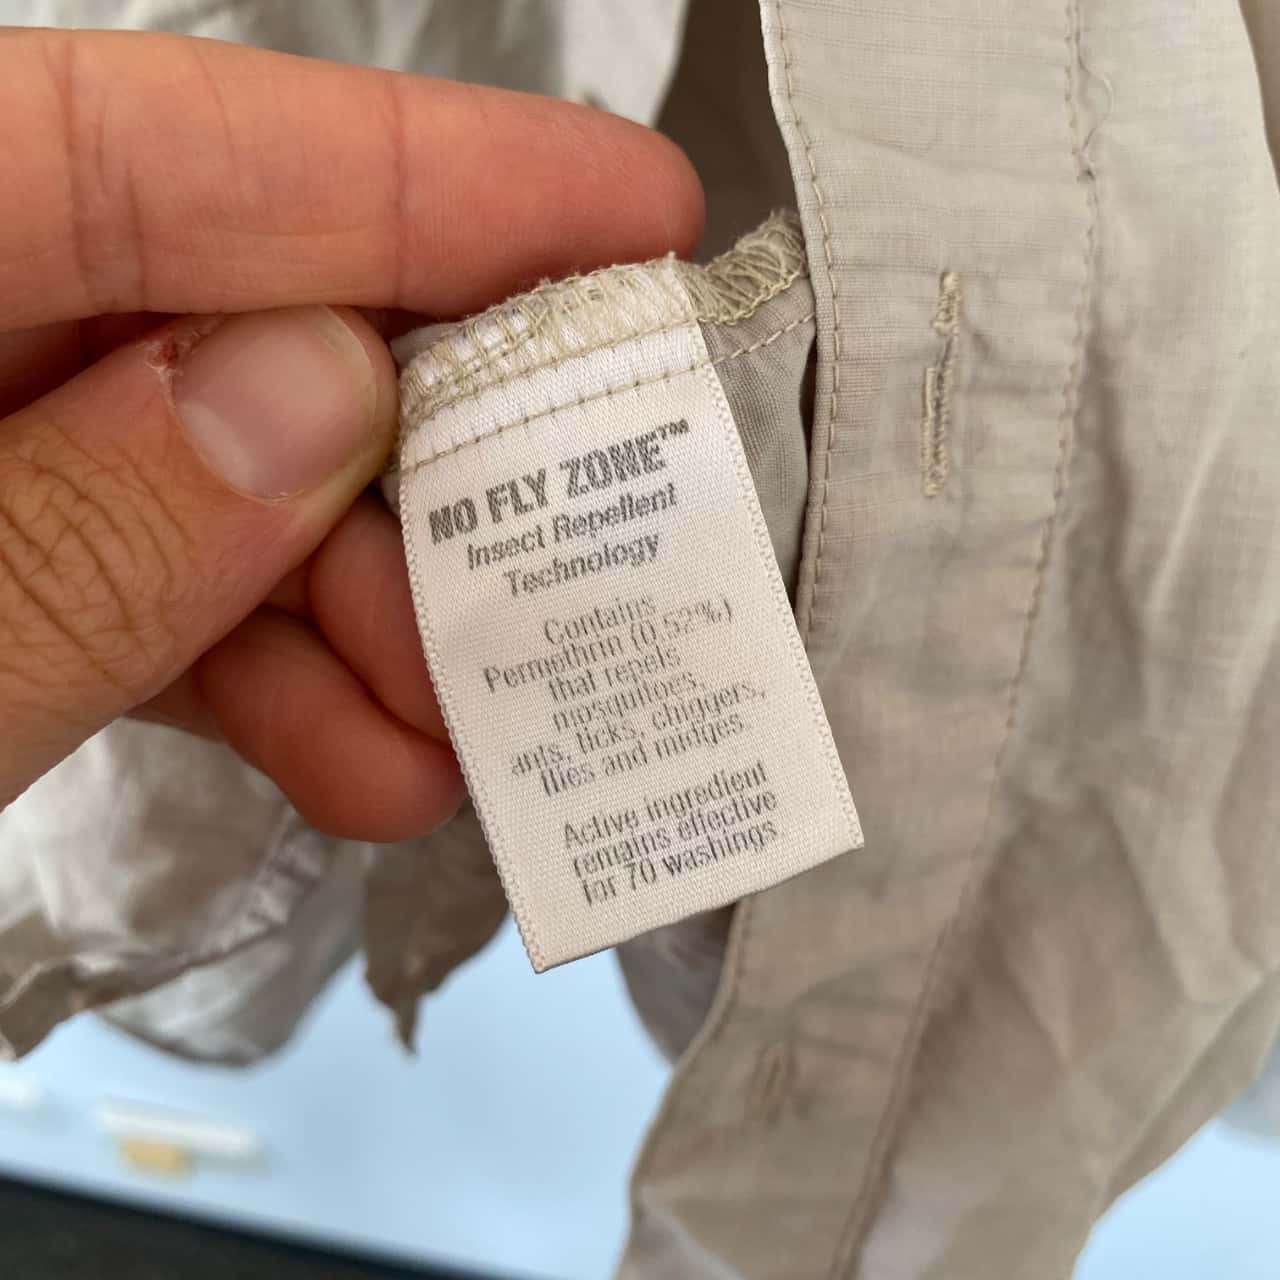 NO FLY ZONE™
Insect Repellent
Technology
Contains
Permethrin (0.52%)
that repels
mosquitoes,
ants, ticks, chiggers,
flies and midges.
Active ingredient
remains effective
for 70 washings